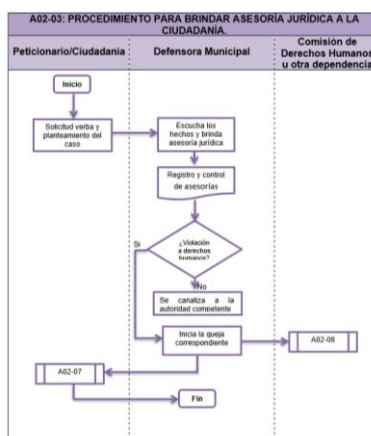 A02-03: PROCEDIMIENTO PARA BRINDAR ASESORÍA JURÍDICA A LA
CIUDADANÍA.
Peticionario/Ciudadanía
Defensora Municipal
Comisión de
Derechos Humanos
u otra dependencia
Inicio
Solicitud verba y
planteamiento del
caso
Escucha los
hechos y brinda
asesoría jurídica
Registro y control
de asesorías
¿Violación
a derechos
humanos?
Si
No
Se canaliza a la
autoridad competente
Inicia la queja
correspondiente
A02-08
A02-07
Fin